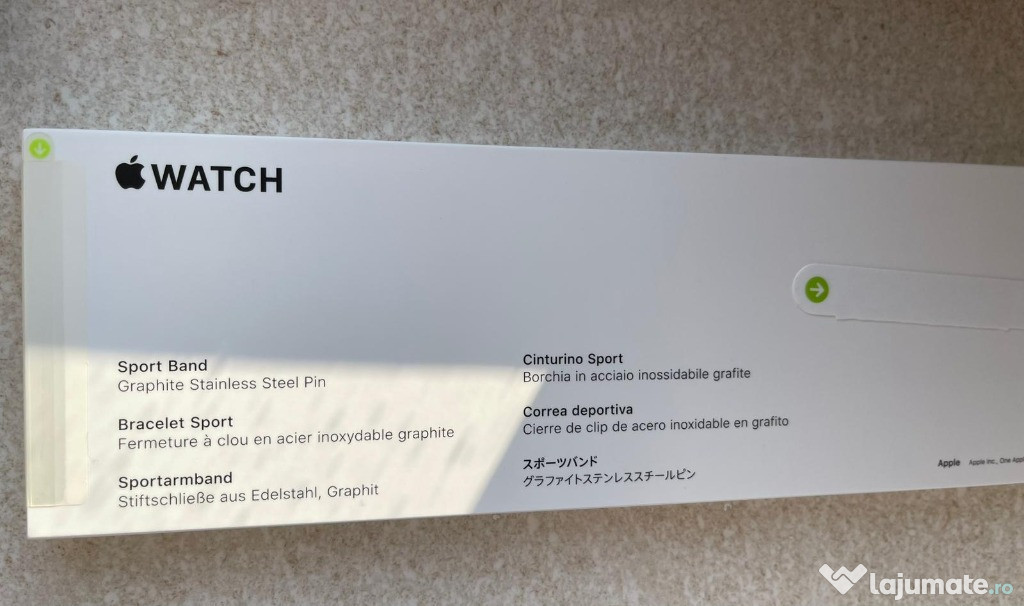 WATCH
Sport Band
Graphite Stainless Steel Pin
Bracelet Sport
Fermeture à clou en acier inoxydable graphite
Sportarmband
Stiftschließe aus Edelstahl, Graphit
Cinturino Sport
Borchia in acciaio inossidabile grafite
Correa deportiva
Cierre de clip de acero inoxidable en grafito
スポーツバンド
グラファイトステンレススチールピン
Apple Apple Inc., One
lajumate.ro